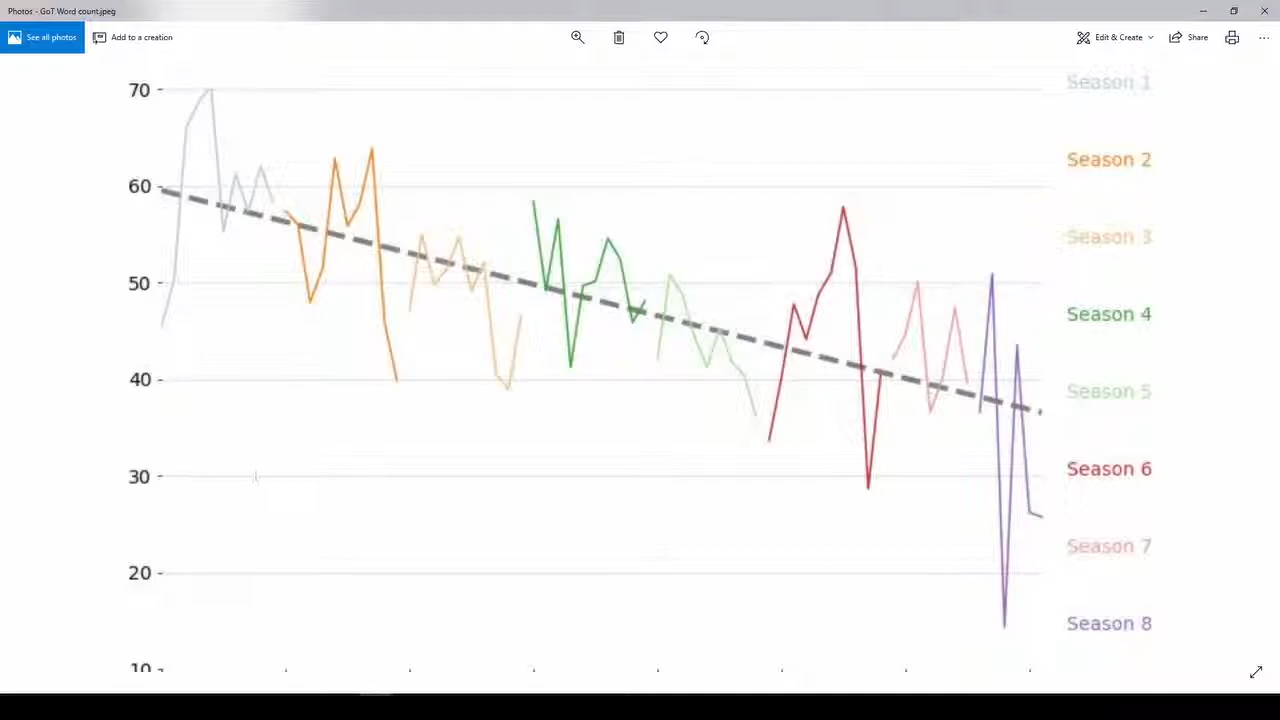 Photos - GoT Word count.jpeg
See all photos
Add to a creation
Edit & Create
Share
70
60
50
40
30
20
10
Season 1
Season 2
Season 3
Season 4
Season 5
Season 6
Season 7
Season 8